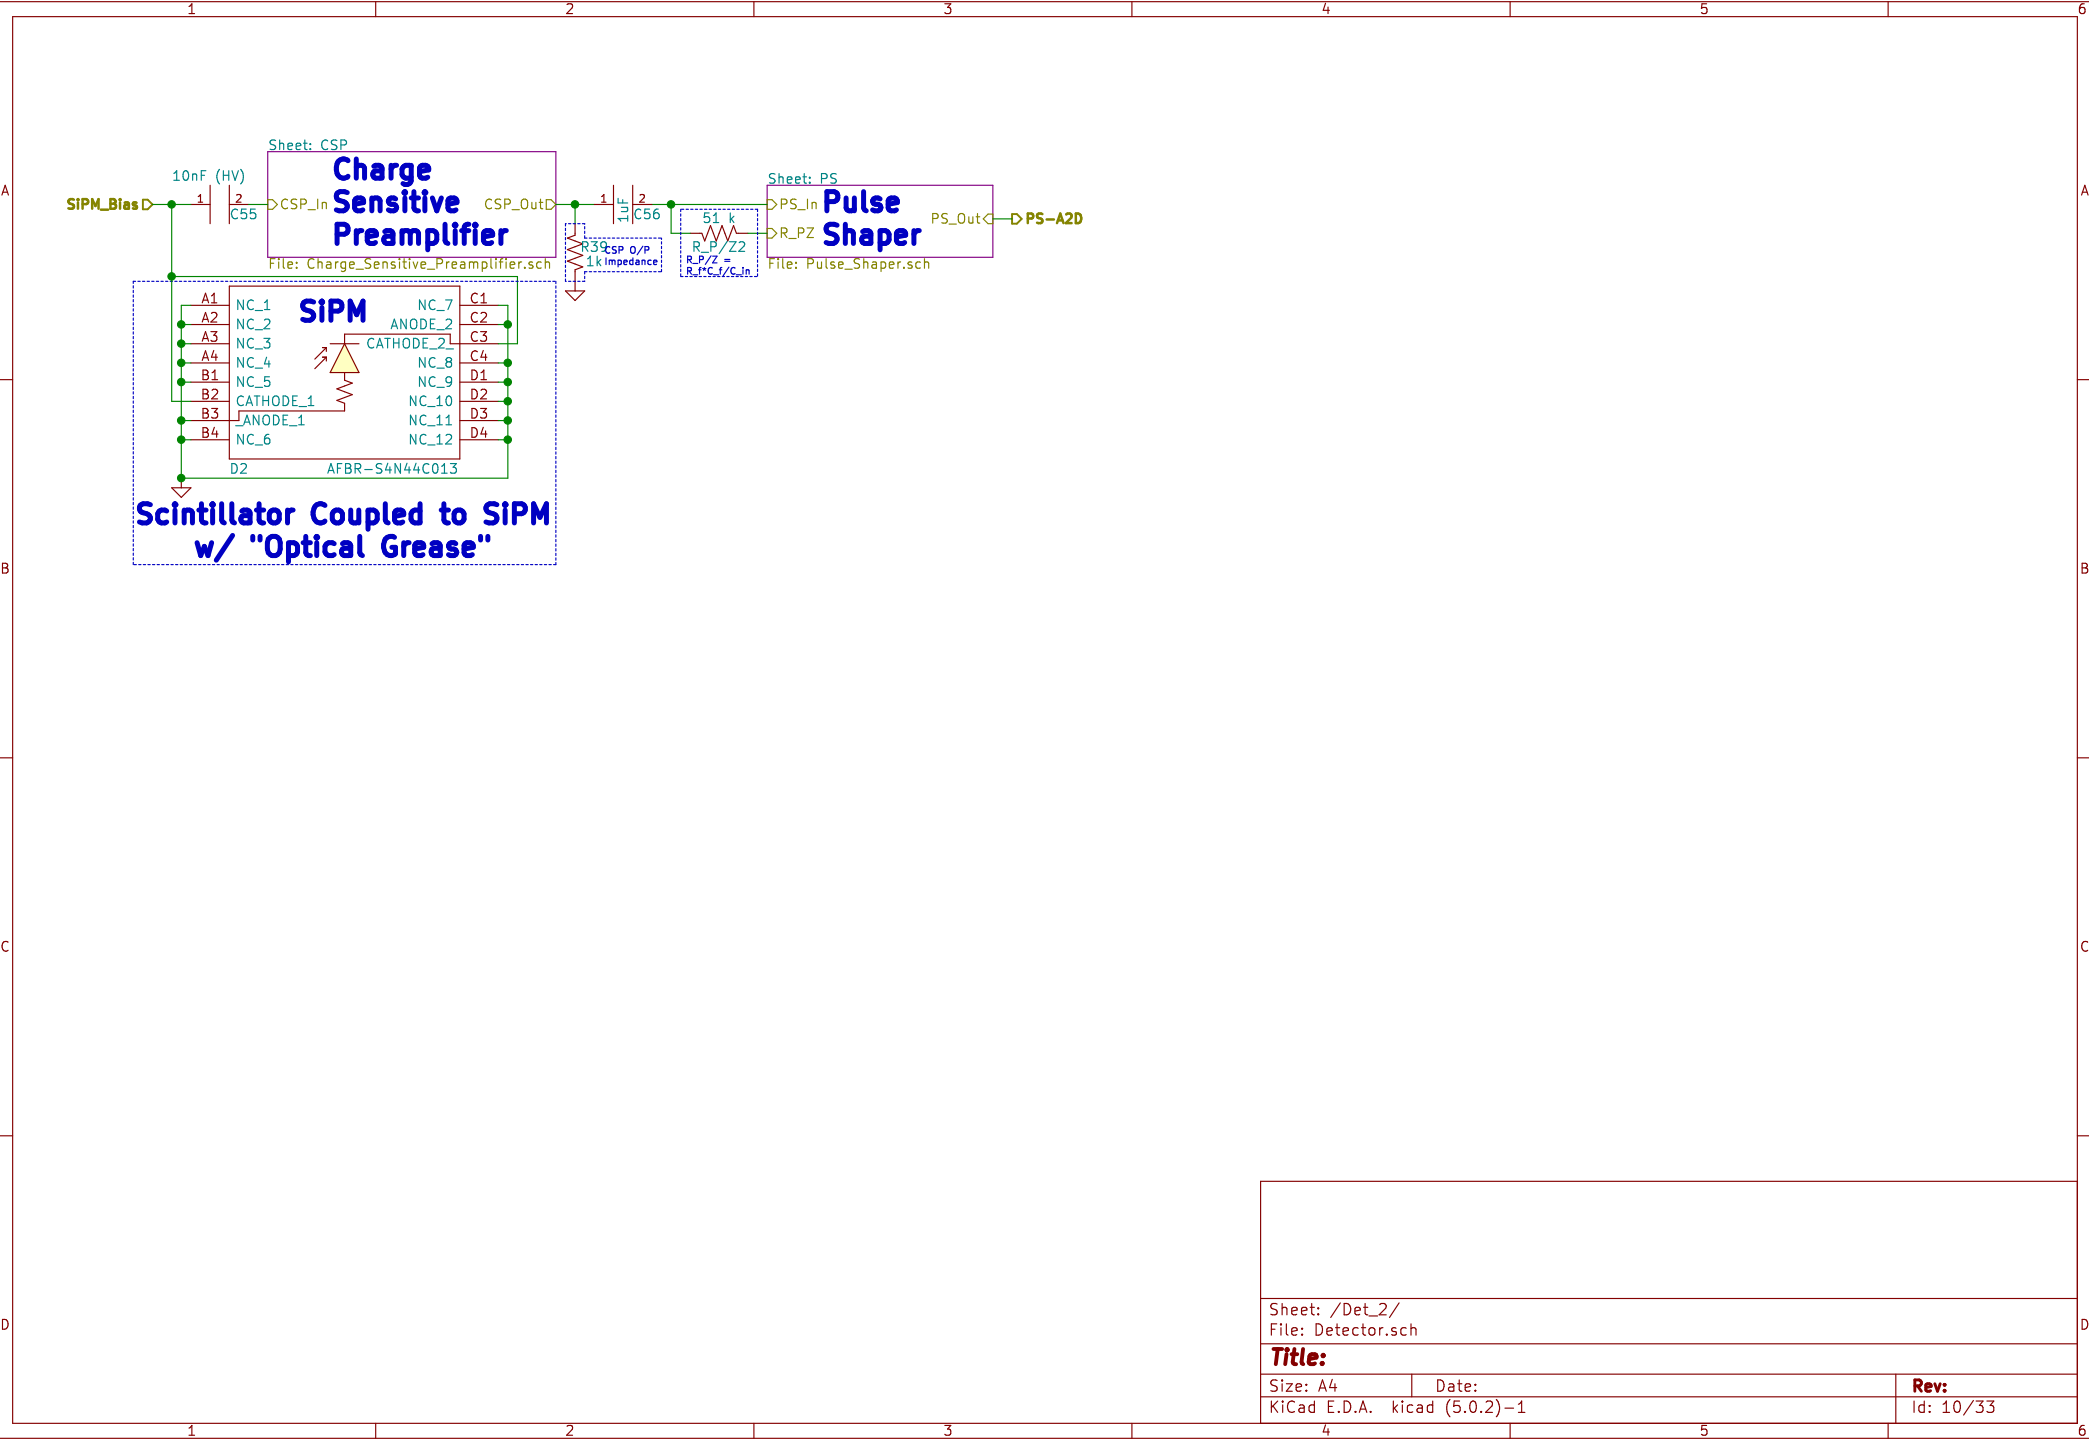 1 2 3 4 5 6
A
B
C
D
A
B
C
D
Sheet: CSP
Charge
Sensitive
Preamplifier
10nF (HV)
SiPM_Bias
1 2
C55
CSP_In
CSP_Out
File: Charge_Sensitive_Preamplifier.sch
1 2
1uF
C56
R39
1k
CSP O/P
Impedance
51 k
R_P/Z2
R_P/Z =
R_f*C_f/C_in
Sheet: PS
Pulse
Shaper
PS_In
R_PZ
PS_Out
PS-A2D
File: Pulse_Shaper.sch
SiPM
A1 NC_1
A2 NC_2
A3 NC_3
A4 NC_4
B1 NC_5
B2 CATHODE_1
B3 _ANODE_1
B4 NC_6
NC_7 C1
ANODE_2 C2
CATHODE_2_ C3
NC_8 C4
NC_9 D1
NC_10 D2
NC_11 D3
NC_12 D4
D2 AFBR-S4N44C013
Scintillator Coupled to SiPM
w/ "Optical Grease"
Sheet: /Det_2/
File: Detector.sch
Title:
Size: A4 Date: Rev:
KiCad E.D.A. kicad (5.0.2)-1 Id: 10/33
1 2 3 4 5 6